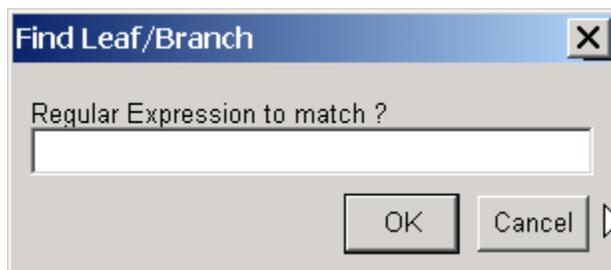 Find Leaf/Branch
Regular Expression to match ?
OK Cancel